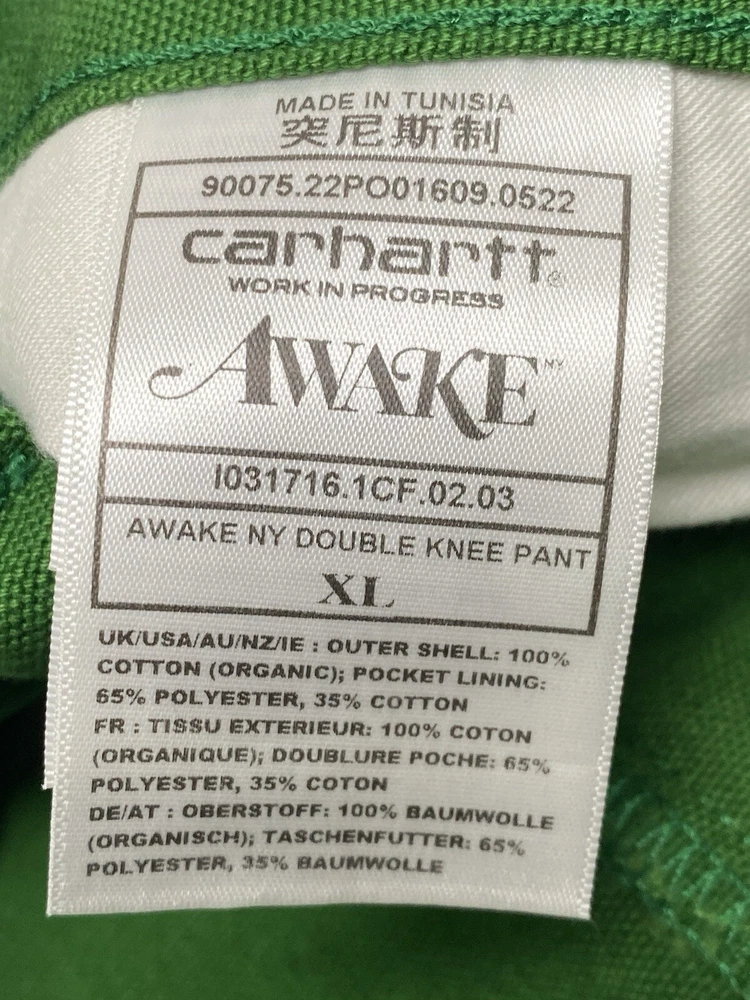 MADE IN TUNISIA
突尼斯制
90075.22PO01609.0522
carhartt®
WORK IN PROGRESS
AWAKE NY
I031716.1CF.02.03
AWAKE NY DOUBLE KNEE PANT
XL
UK/USA/AU/NZ/IE : OUTER SHELL: 100%
COTTON (ORGANIC); POCKET LINING:
65% POLYESTER, 35% COTTON
FR : TISSU EXTERIEUR: 100% COTON
(ORGANIQUE); DOUBLURE POCHE: 65%
POLYESTER, 35% COTON
DE/AT : OBERSTOFF: 100% BAUMWOLLE
(ORGANISCH); TASCHENFUTTER: 65%
POLYESTER, 35% BAUMWOLLE